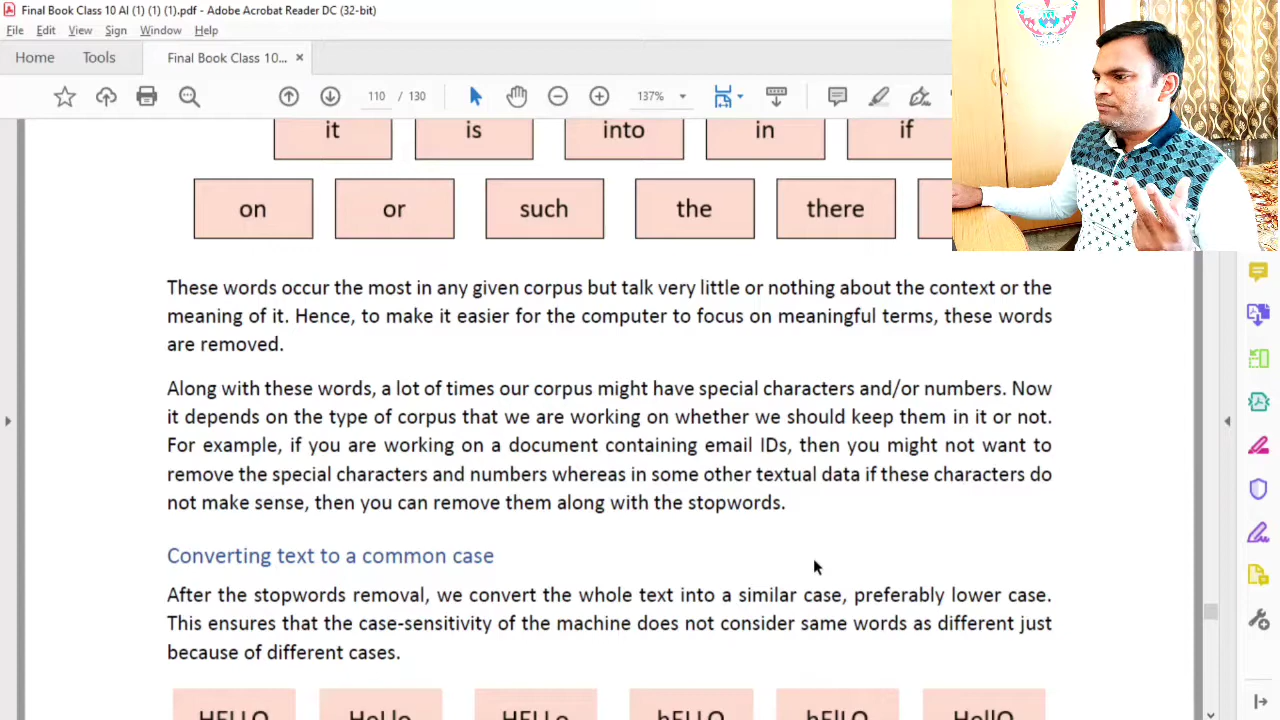 Final Book Class 10 AI (1) (1) (1).pdf - Adobe Acrobat Reader DC (32-bit)
File Edit View Sign Window Help
Home Tools Final Book Class 10... ×
110 / 130 137%
it is into in if
on or such the there
These words occur the most in any given corpus but talk very little or nothing about the context or the
meaning of it. Hence, to make it easier for the computer to focus on meaningful terms, these words
are removed.
Along with these words, a lot of times our corpus might have special characters and/or numbers. Now
it depends on the type of corpus that we are working on whether we should keep them in it or not.
For example, if you are working on a document containing email IDs, then you might not want to
remove the special characters and numbers whereas in some other textual data if these characters do
not make sense, then you can remove them along with the stopwords.
Converting text to a common case
After the stopwords removal, we convert the whole text into a similar case, preferably lower case.
This ensures that the case-sensitivity of the machine does not consider same words as different just
because of different cases.